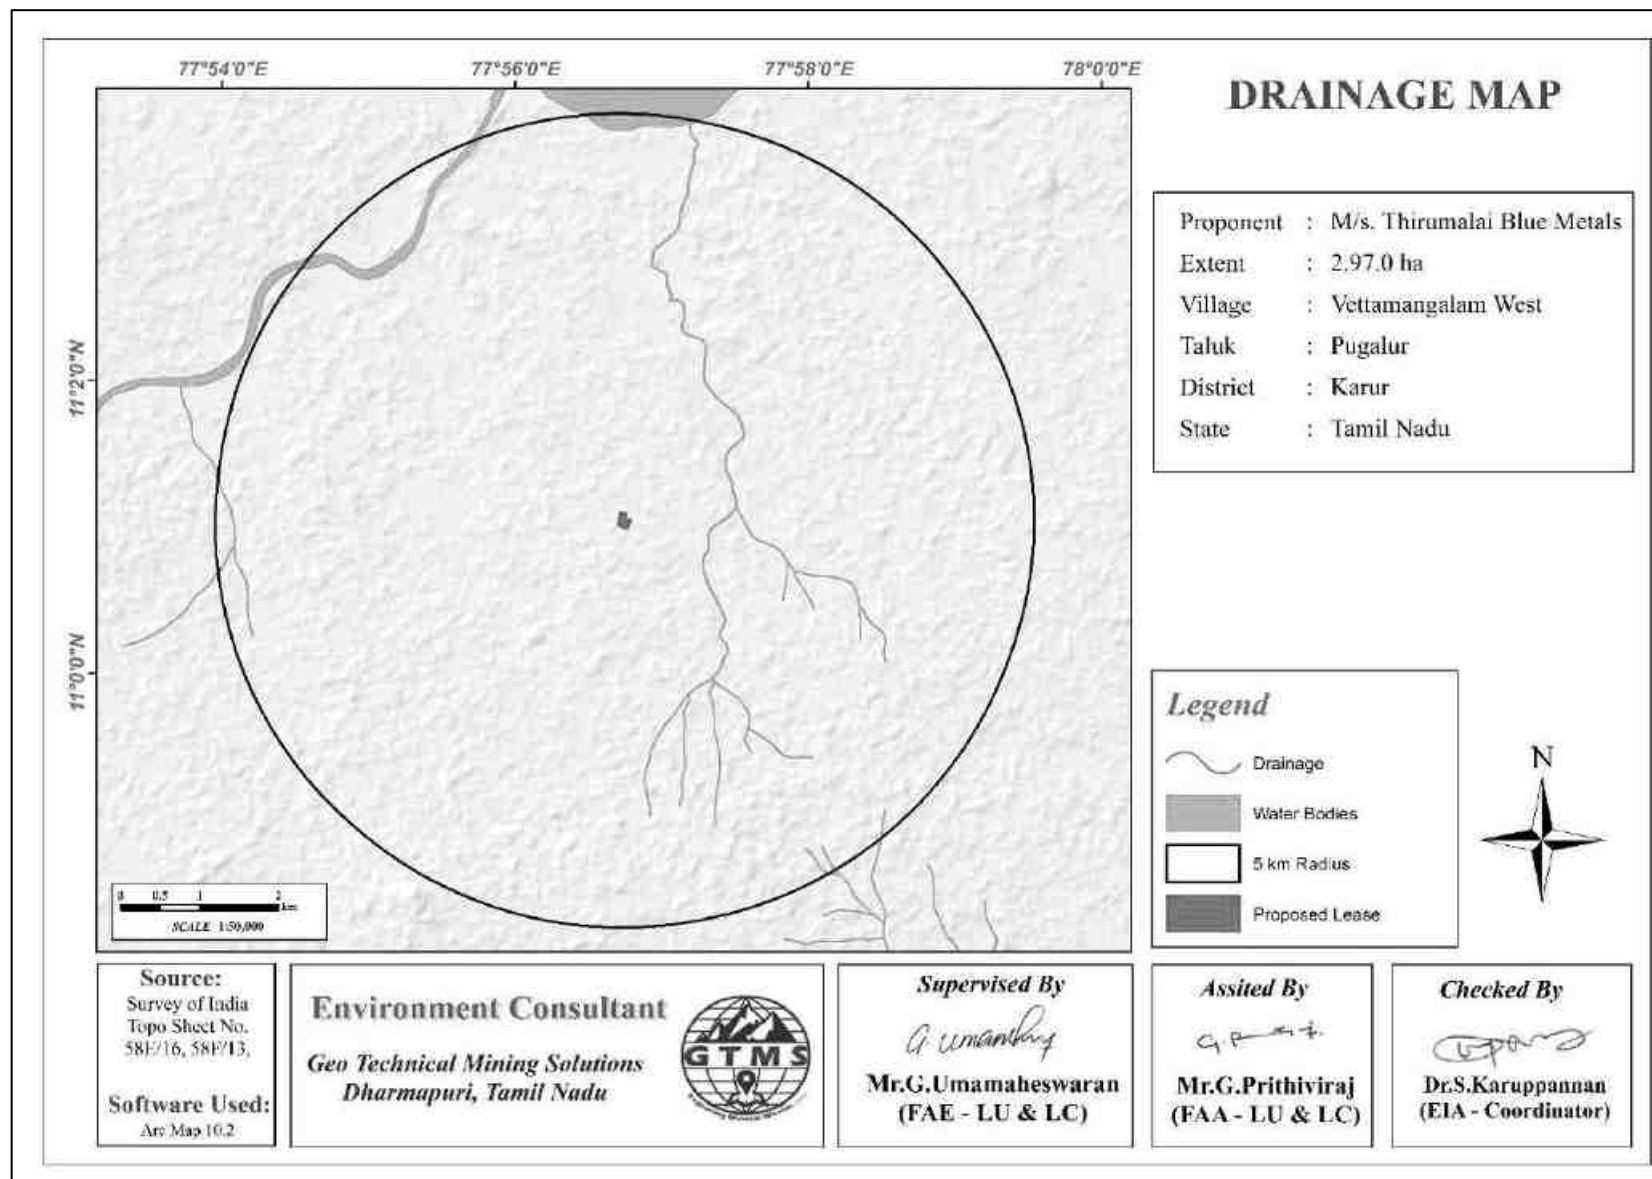 77°54'0"E 77°56'0"E 77°58'0"E 78°0'0"E
11°2'0"N
11°0'0"N
DRAINAGE MAP
Proponent : M/s. Thirumalai Blue Metals
Extent : 2.97.0 ha
Village : Vettamangalam West
Taluk : Pugalur
District : Karur
State : Tamil Nadu
Legend
Drainage
Water Bodies
5 km Radius
Proposed Lease
N
0 0.5 1 2
km
SCALE 1:50,000
Source:
Survey of India
Topo Sheet No.
58E/16, 58F/13,
Software Used:
Arc Map 10.2
Environment Consultant
Geo Technical Mining Solutions
Dharmapuri, Tamil Nadu
GTMS
Supervised By
Mr.G.Umamaheswaran
(FAE - LU & LC)
Assited By
Mr.G.Prithiviraj
(FAA - LU & LC)
Checked By
Dr.S.Karuppannan
(EIA - Coordinator)